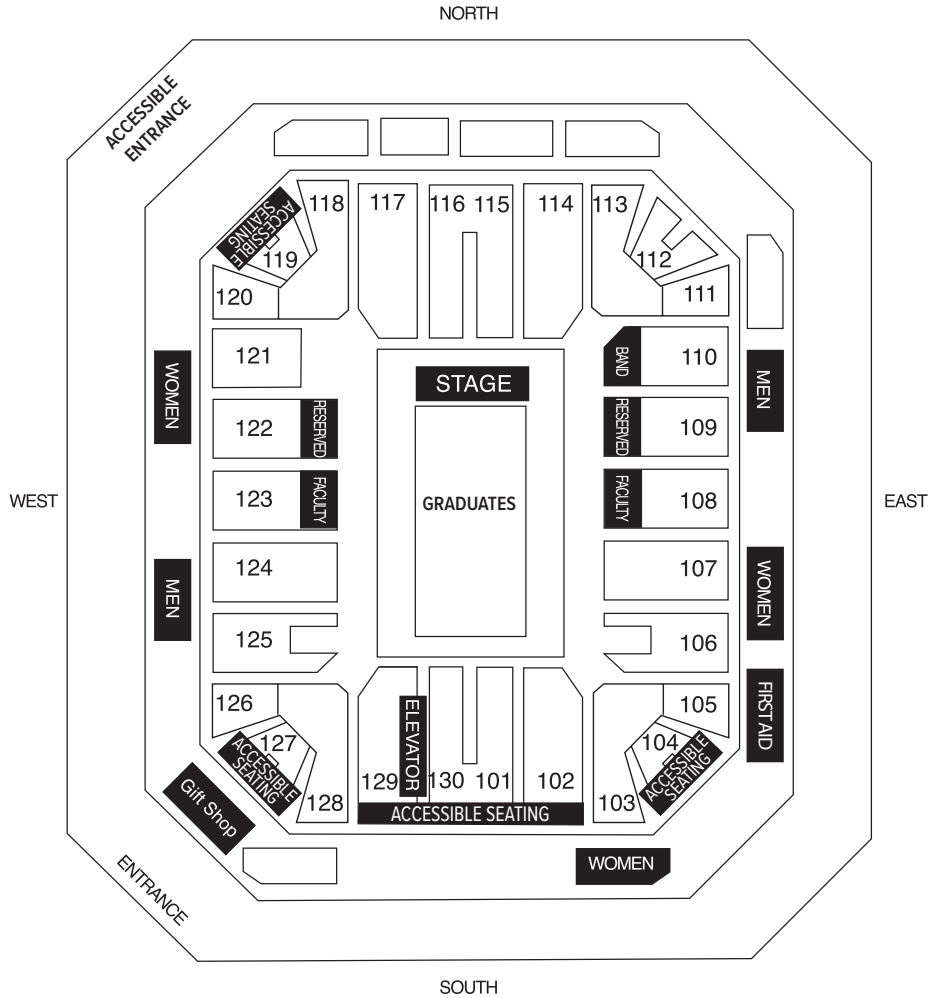 NORTH
ACCESSIBLE
ENTRANCE
118
117
116
115
114
113
ACCESSIBLE
SEATING
119
112
120
111
121
BAND
110
WOMEN
STAGE
MEN
122
RESERVED
RESERVED
109
WEST
123
FACULTY
GRADUATES
FACULTY
108
EAST
124
107
MEN
WOMEN
125
106
126
105
FIRST AID
127
104
ACCESSIBLE
SEATING
ELEVATOR
ACCESSIBLE
SEATING
128
129
130
101
102
103
ACCESSIBLE SEATING
Gift Shop
WOMEN
ENTRANCE
SOUTH